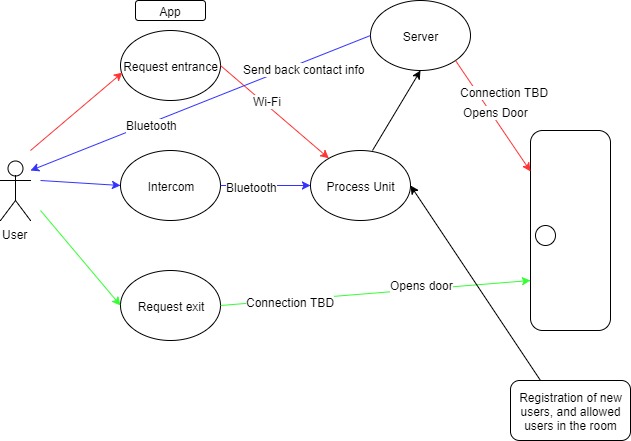 App
Server
Request entrance
Send back contact info
Connection TBD
Wi-Fi
Opens Door
Bluetooth
Intercom
Bluetooth
Process Unit
User
Opens door
Request exit
Connection TBD
Registration of new
users, and allowed
users in the room